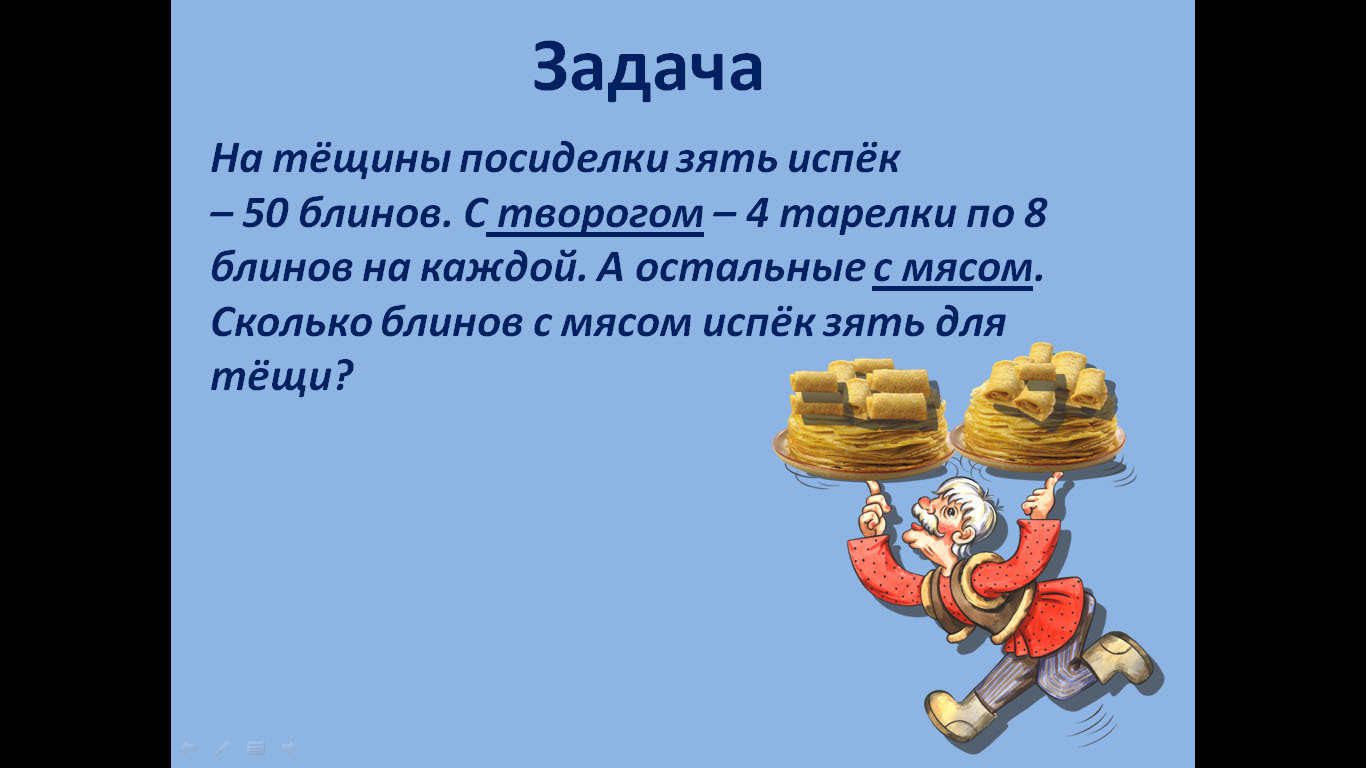 Задача
На тёщины посиделки зять испёк
– 50 блинов. С творогом – 4 тарелки по 8
блинов на каждой. А остальные с мясом.
Сколько блинов с мясом испёк зять для
тёщи?